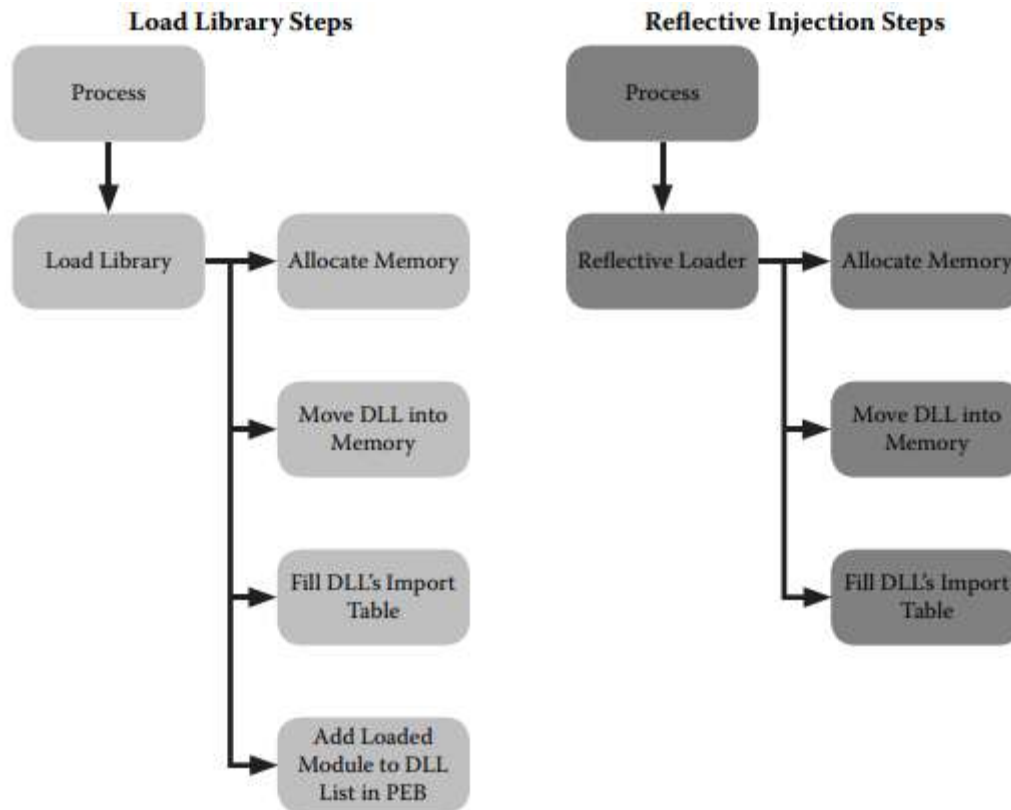 Load Library Steps
Process
Load Library
Allocate Memory
Move DLL into
Memory
Fill DLL's Import
Table
Add Loaded
Module to DLL
List in PEB
Reflective Injection Steps
Process
Reflective Loader
Allocate Memory
Move DLL into
Memory
Fill DLL's Import
Table